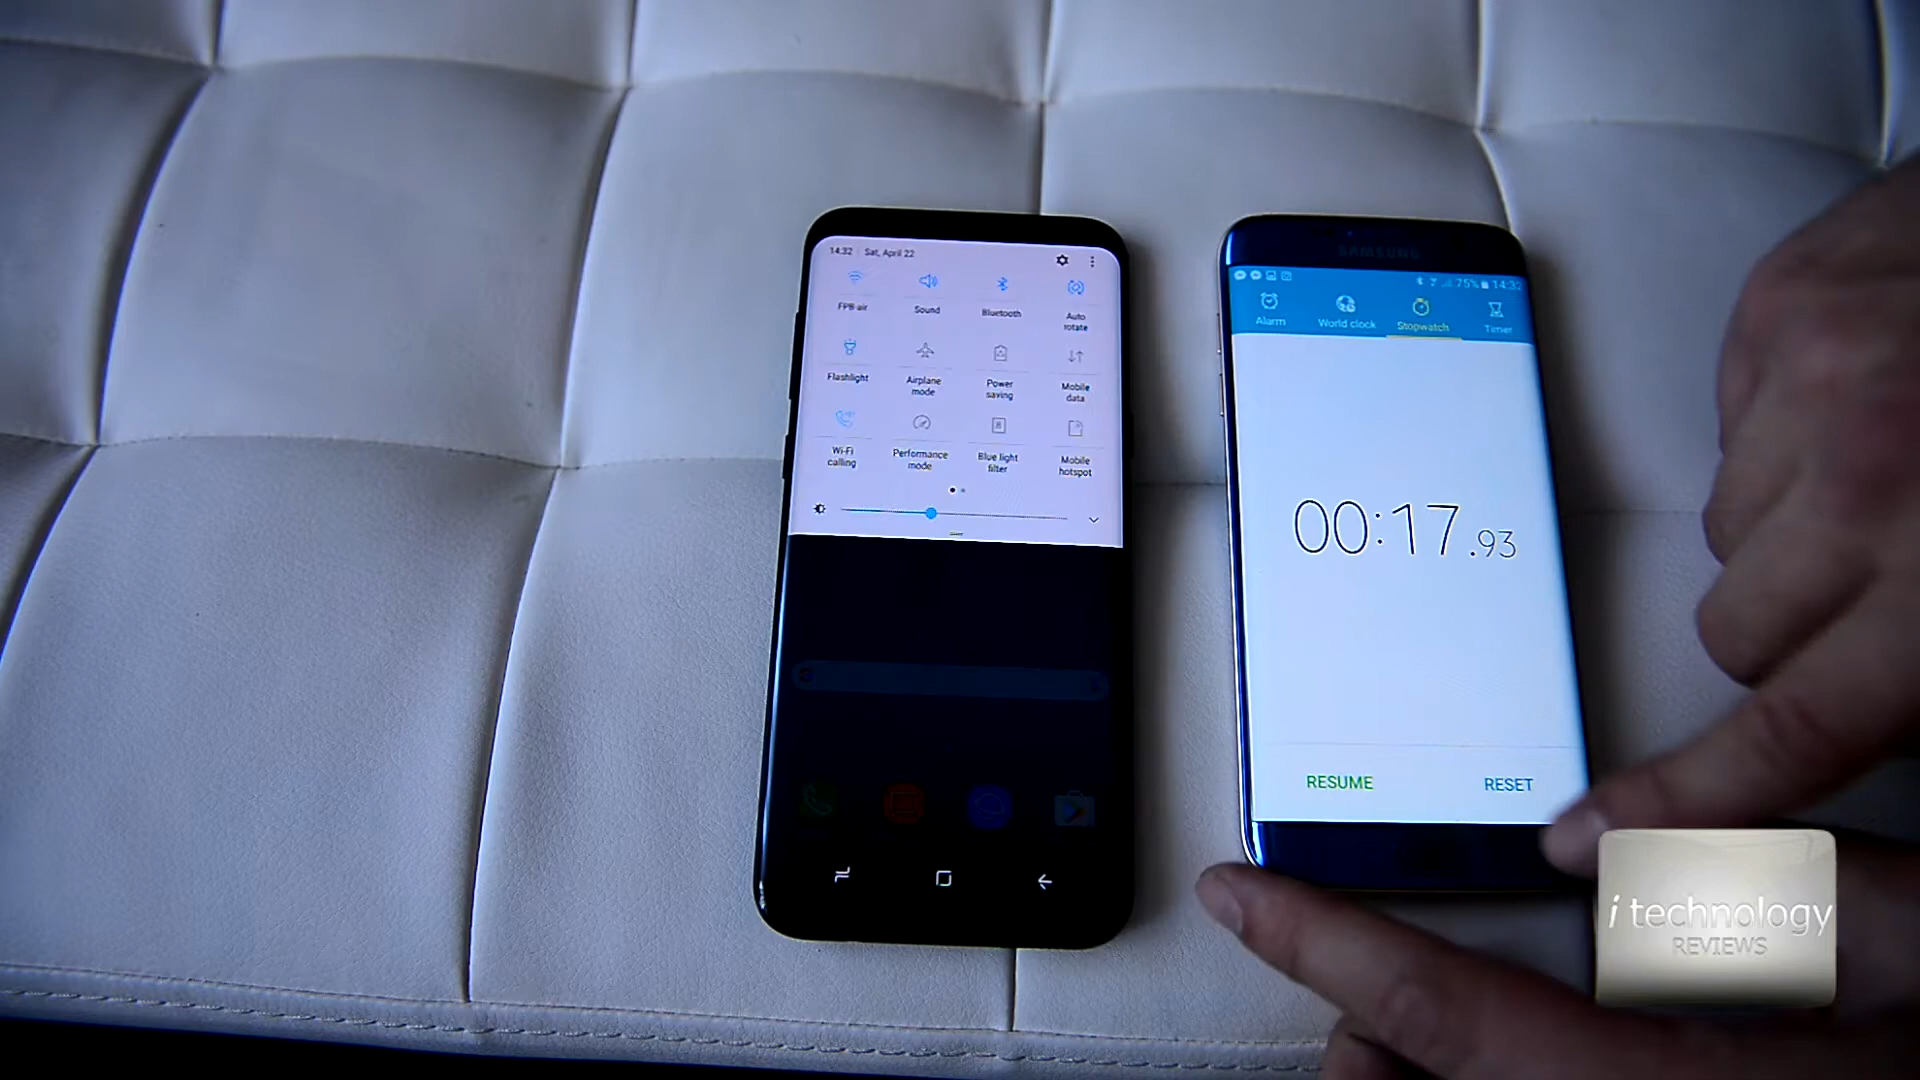 14:32 Sat, April 22
FPB-air
Sound
Bluetooth
Auto
rotate
Flashlight
Airplane
mode
Power
saving
Mobile
data
Wi-Fi
calling
Performance
mode
Blue light
filter
Mobile
hotspot
SAMSUNG
75% 14:32
Alarm
World clock
Stopwatch
Timer
00:17.93
RESUME
RESET
i technology
REVIEWS